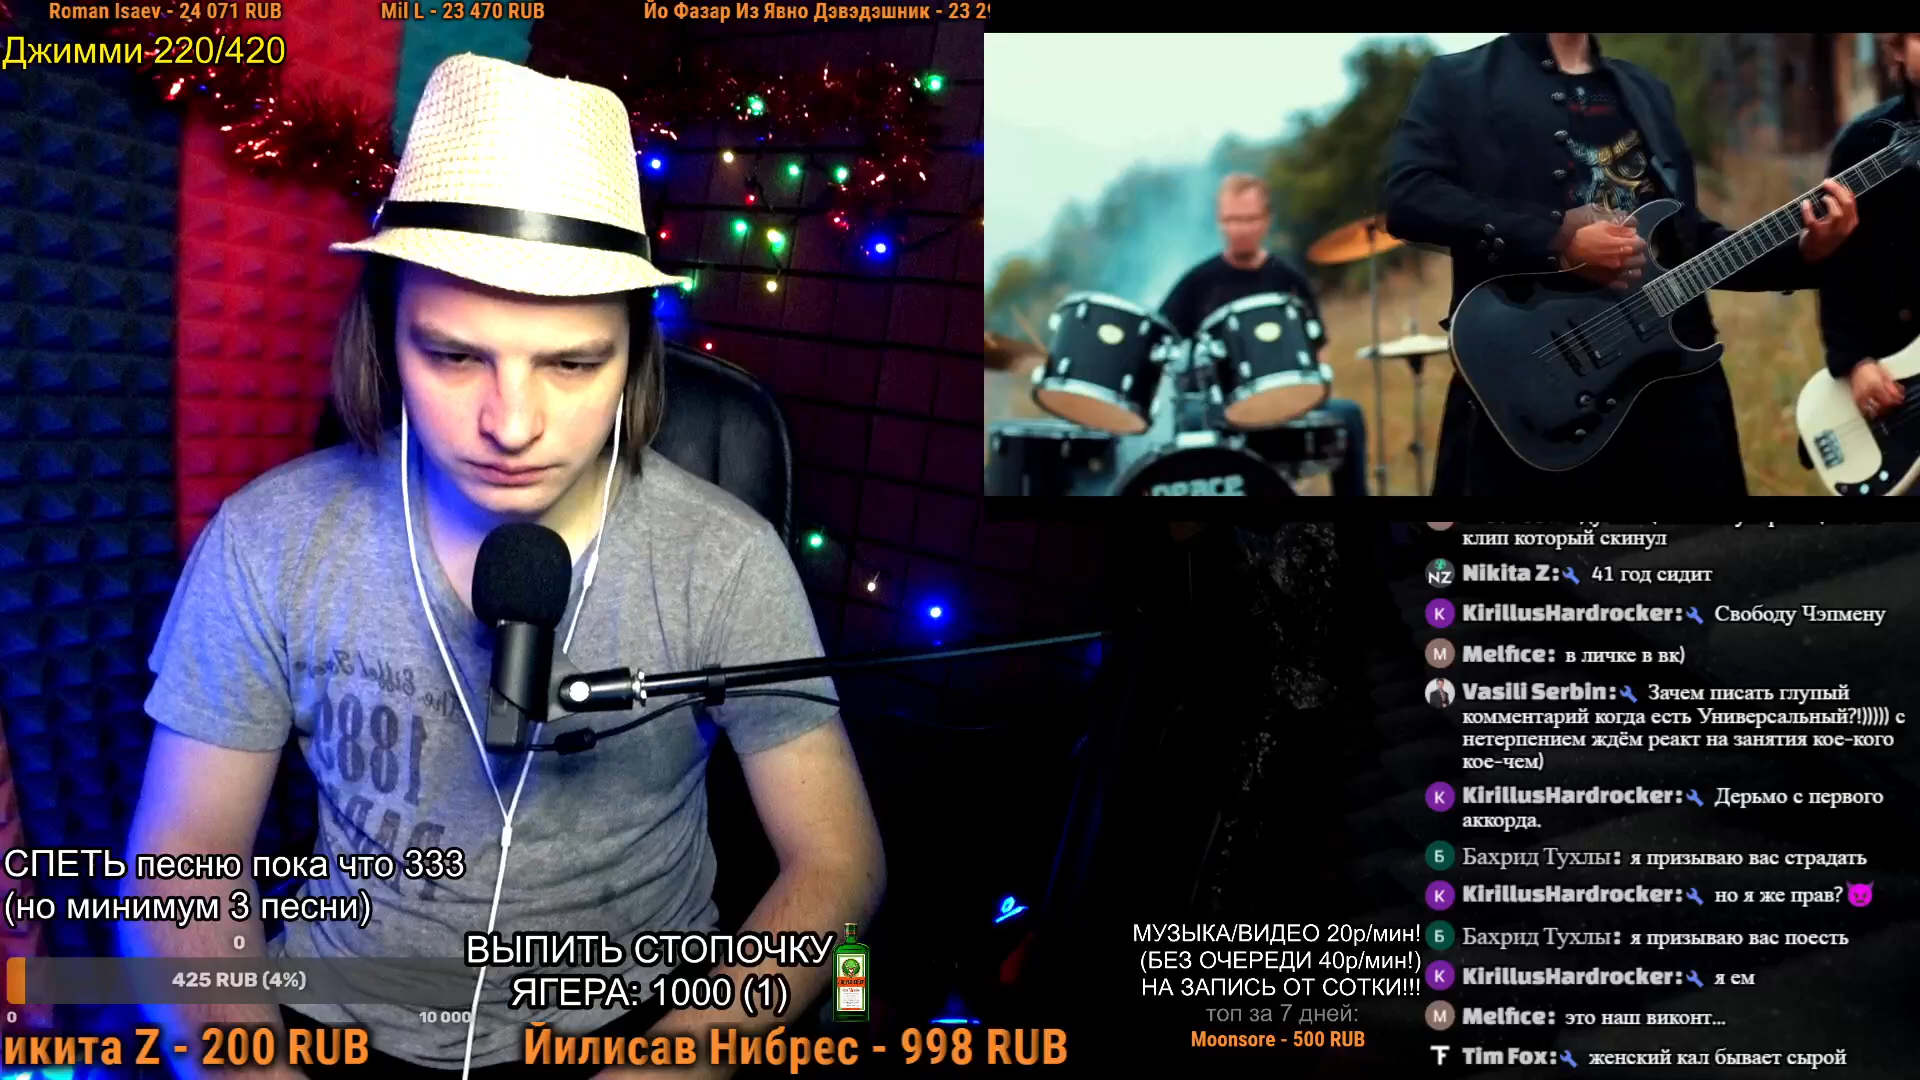 Roman Isaev - 24 071 RUB
Mil L - 23 470 RUB
Йо Фазар Из Явно Дэвэдэшник - 23 2
Джимми 220/420
1889
клип который скинул
NZ Nikita Z: 41 год сидит
K KirillusHardrocker: Свободу Чэпмену
M Melfice: в личке в вк)
Vasili Serbin: Зачем писать глупый
комментарий когда есть Универсальный?!))))) с
нетерпением ждём реакт на занятия кое-кого
кое-чем)
K KirillusHardrocker: Дерьмо с первого
аккорда.
Б Бахрид Тухлы: я призываю вас страдать
K KirillusHardrocker: но я же прав?
Б Бахрид Тухлы: я призываю вас поесть
K KirillusHardrocker: я ем
M Melfice: это наш виконт...
Tim Fox: женский кал бывает сырой
СПЕТЬ песню пока что 333
(но минимум 3 песни)
0
425 RUB (4%)
0
10 000
ВЫПИТЬ СТОПОЧКУ
ЯГЕРА: 1000 (1)
МУЗЫКА/ВИДЕО 20р/мин!
(БЕЗ ОЧЕРЕДИ 40р/мин!)
НА ЗАПИСЬ ОТ СОТКИ!!!
топ за 7 дней:
Moonsore - 500 RUB
икита Z - 200 RUB
Йилисав Нибрес - 998 RUB